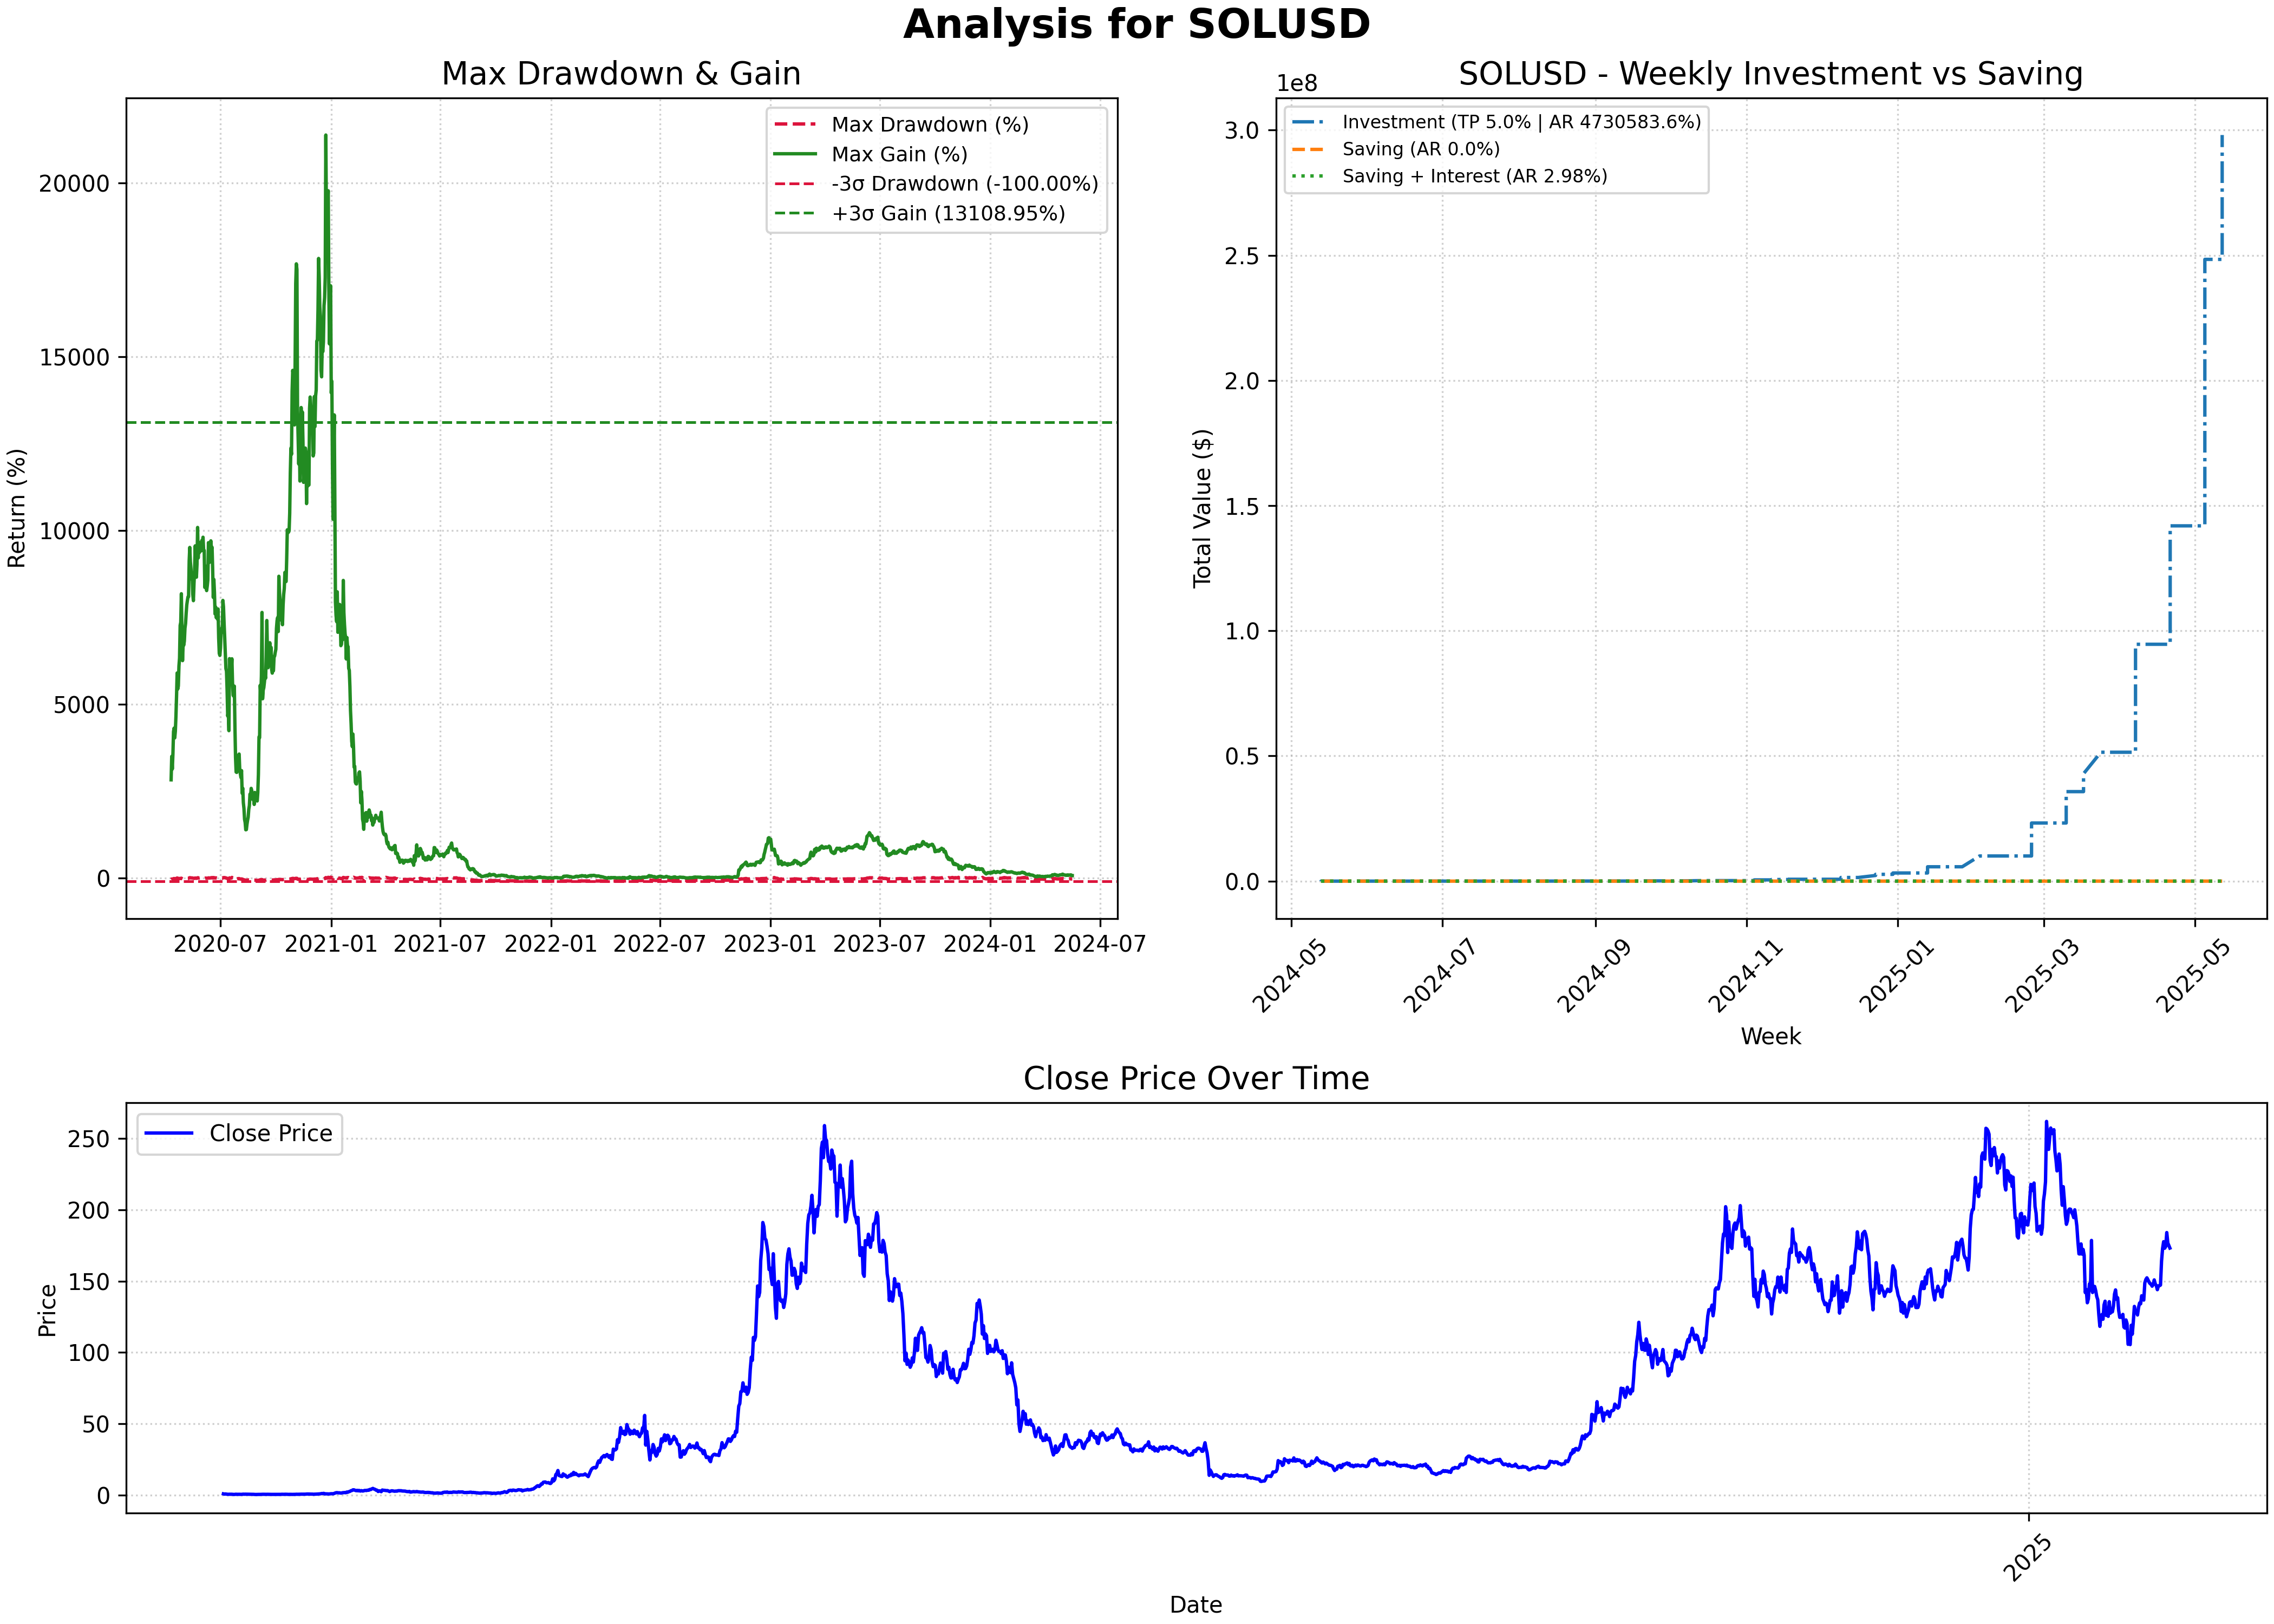 Analysis for SOLUSD
Max Drawdown & Gain
Max Drawdown (%)
Max Gain (%)
-3σ Drawdown (-100.00%)
+3σ Gain (13108.95%)
Return (%)
20000
15000
10000
5000
0
2020-07 2021-01 2021-07 2022-01 2022-07 2023-01 2023-07 2024-01 2024-07
SOLUSD - Weekly Investment vs Saving
1e8
Investment (TP 5.0% | AR 4730583.6%)
Saving (AR 0.0%)
Saving + Interest (AR 2.98%)
Total Value ($)
3.0
2.5
2.0
1.5
1.0
0.5
0.0
2024-05 2024-07 2024-09 2024-11 2025-01 2025-03 2025-05
Week
Close Price Over Time
Close Price
Price
250
200
150
100
50
0
2025
Date